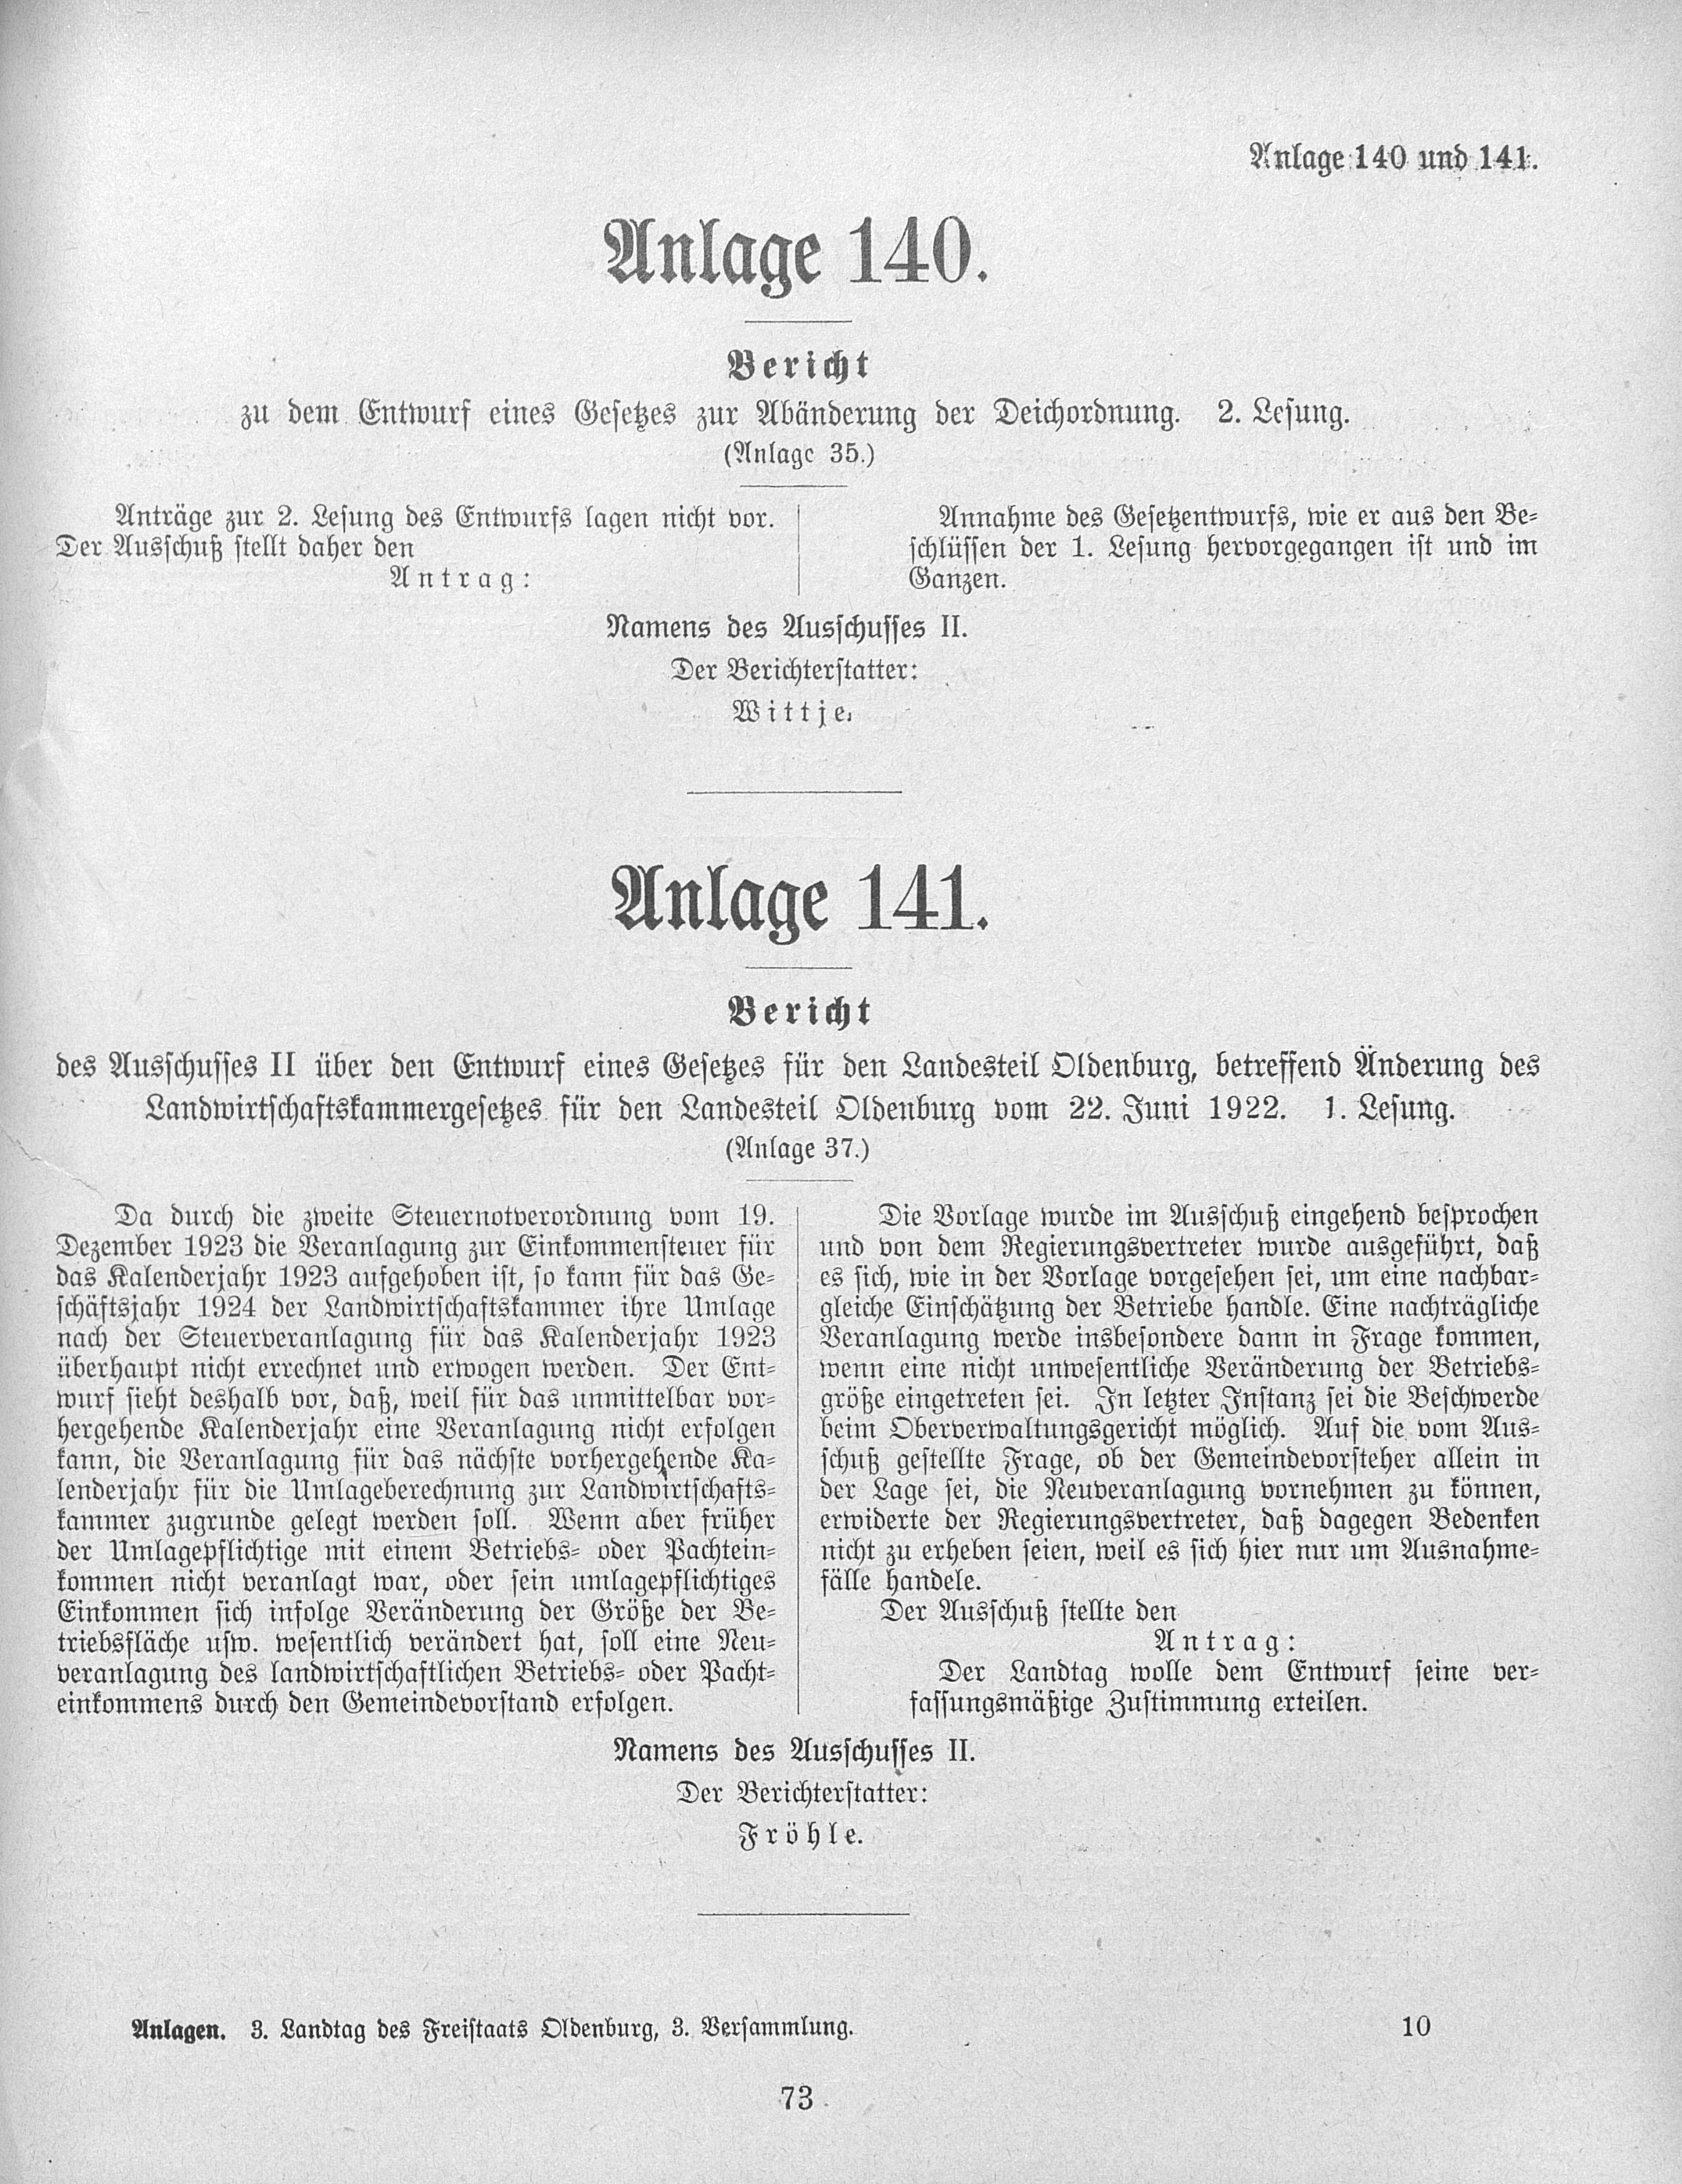 Anlage 140 und 141.
Anlage 140.
Bericht
zu dem Entwurf eines Gesetzes zur Abänderung der Deichordnung. 2. Lesung.
(Anlage 35.)
Anträge zur 2. Lesung des Entwurfs lagen nicht vor.
Der Ausschuß stellt daher den
Antrag:
Annahme des Gesetzentwurfs, wie er aus den Be-
schlüssen der 1. Lesung hervorgegangen ist und im
Ganzen.
Namens des Ausschusses II.
Der Berichterstatter:
Wittje.
Anlage 141.
Bericht
des Ausschusses II über den Entwurf eines Gesetzes für den Landesteil Oldenburg, betreffend Änderung des
Landwirtschaftskammergesetzes für den Landesteil Oldenburg vom 22. Juni 1922. 1. Lesung.
(Anlage 37.)
Da durch die zweite Steuernotverordnung vom 19.
Dezember 1923 die Veranlagung zur Einkommensteuer für
das Kalenderjahr 1923 aufgehoben ist, so kann für das Ge-
schäftsjahr 1924 der Landwirtschaftskammer ihre Umlage
nach der Steuerveranlagung für das Kalenderjahr 1923
überhaupt nicht errechnet und erwogen werden. Der Ent-
wurf sieht deshalb vor, daß, weil für das unmittelbar vor-
hergehende Kalenderjahr eine Veranlagung nicht erfolgen
kann, die Veranlagung für das nächste vorhergehende Ka-
lenderjahr für die Umlageberechnung zur Landwirtschafts-
kammer zugrunde gelegt werden soll. Wenn aber früher
der Umlagepflichtige mit einem Betriebs- oder Pachtein-
kommen nicht veranlagt war, oder sein umlagepflichtiges
Einkommen sich infolge Veränderung der Größe der Be-
triebsfläche usw. wesentlich verändert hat, soll eine Neu-
veranlagung des landwirtschaftlichen Betriebs- oder Pacht-
einkommens durch den Gemeindevorstand erfolgen.
Die Vorlage wurde im Ausschuß eingehend besprochen
und von dem Regierungsvertreter wurde ausgeführt, daß
es sich, wie in der Vorlage vorgesehen sei, um eine nachbar-
gleiche Einschätzung der Betriebe handle. Eine nachträgliche
Veranlagung werde insbesondere dann in Frage kommen,
wenn eine nicht unwesentliche Veränderung der Betriebs-
größe eingetreten sei. In letzter Instanz sei die Beschwerde
beim Oberverwaltungsgericht möglich. Auf die vom Aus-
schuß gestellte Frage, ob der Gemeindevorsteher allein in
der Lage sei, die Neuveranlagung vornehmen zu können,
erwiderte der Regierungsvertreter, daß dagegen Bedenken
nicht zu erheben seien, weil es sich hier nur um Ausnahme-
fälle handele.
Der Ausschuß stellte den
Antrag:
Der Landtag wolle dem Entwurf seine ver-
fassungsmäßige Zustimmung erteilen.
Namens des Ausschusses II.
Der Berichterstatter:
Fröhle.
Anlagen. 3. Landtag des Freistaats Oldenburg, 3. Versammlung. 10
73